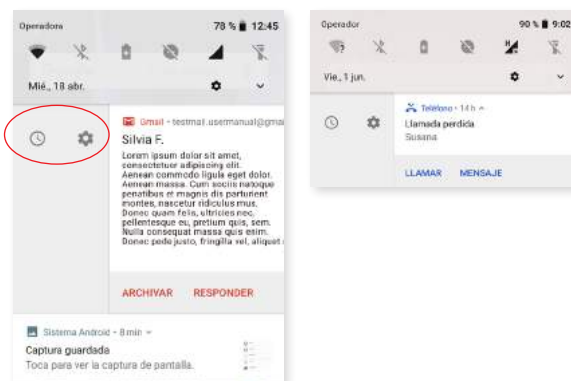 Operadora 78 % 12:45
Mié., 18 abr.
Gmail • testmail.usermanual@gmai
Silvia F.
Lorem ipsum dolor sit amet,
consectetuer adipiscing elit.
Aenean commodo ligula eget dolor.
Aenean massa. Cum sociis natoque
penatibus et magnis dis parturient
montes, nascetur ridiculus mus.
Donec quam felis, ultricies nec,
pellentesque eu, pretium quis, sem.
Nulla consequat massa quis enim.
Donec pede justo, fringilla vel, aliquet
ARCHIVAR RESPONDER
Sistema Android • 8 min
Captura guardada
Toca para ver la captura de pantalla.
Operador 90 % 9:02
Vie., 1 jun.
Teléfono • 14 h
Llamada perdida
Susana
LLAMAR MENSAJE